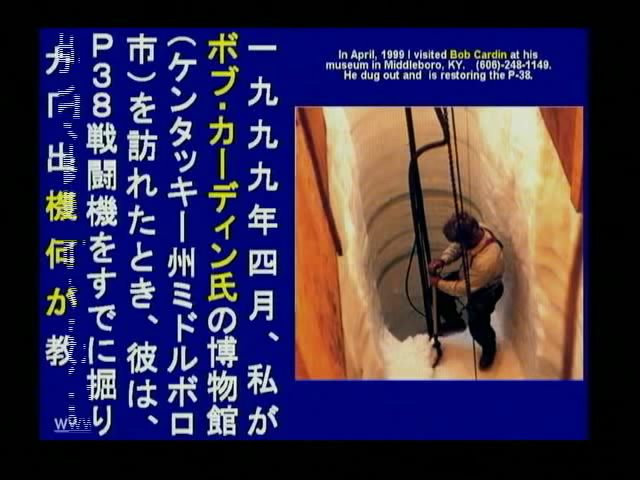 In April, 1999 I visited Bob Cardin at his
museum in Middleboro, KY. (606)-248-1149.
He dug out and is restoring the P-38.
一九九九年四月、私が
ボブ・カーディン氏の博物館
（ケンタッキー州ミドルボロ
市）を訪れたとき、彼は、
P38戦闘機をすでに掘り